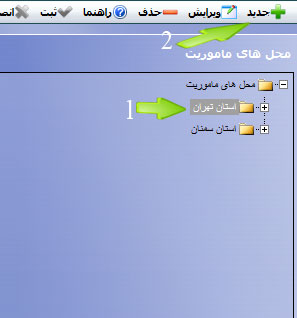 جدید ویرایش حذف راهنما ثبت انص
2
محل های ماموریت
محل های ماموریت
1 استان تهران
استان سمنان